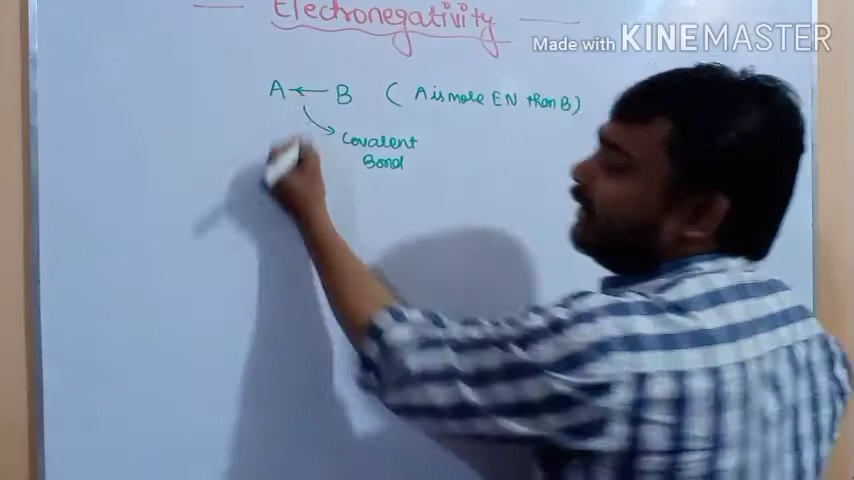 Electronegativity
Made with KINEMASTER
A ← B ( A is more EN than B)
Covalent
Bond